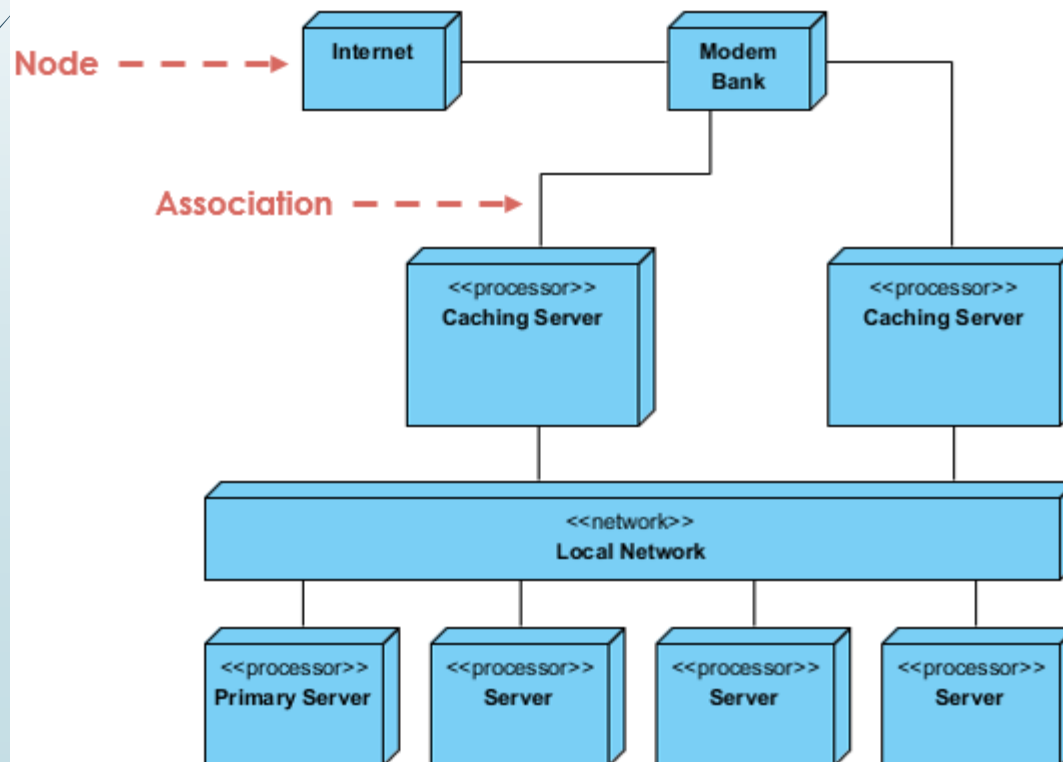 Node
Internet
Modem
Bank
Association
<<processor>>
Caching Server
<<processor>>
Caching Server
<<network>>
Local Network
<<processor>>
Primary Server
<<processor>>
Server
<<processor>>
Server
<<processor>>
Server